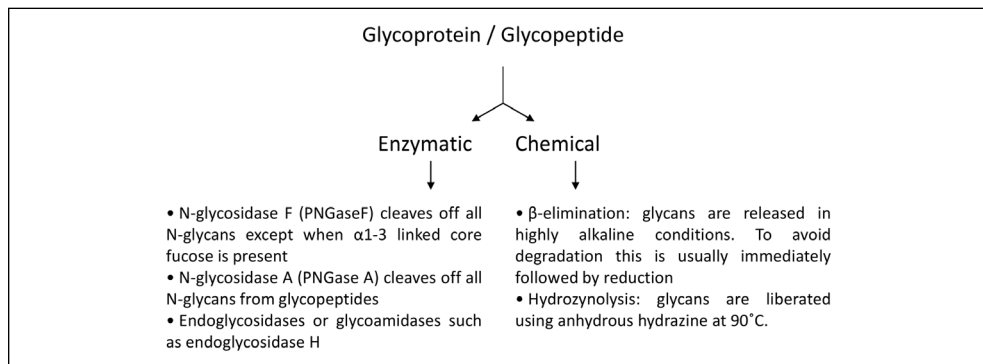 Glycoprotein / Glycopeptide
Enzymatic
Chemical
• N-glycosidase F (PNGaseF) cleaves off all
N-glycans except when α1-3 linked core
fucose is present
• N-glycosidase A (PNGase A) cleaves off all
N-glycans from glycopeptides
• Endoglycosidases or glycoamidases such
as endoglycosidase H
• β-elimination: glycans are released in
highly alkaline conditions. To avoid
degradation this is usually immediately
followed by reduction
• Hydrozynolysis: glycans are liberated
using anhydrous hydrazine at 90˚C.